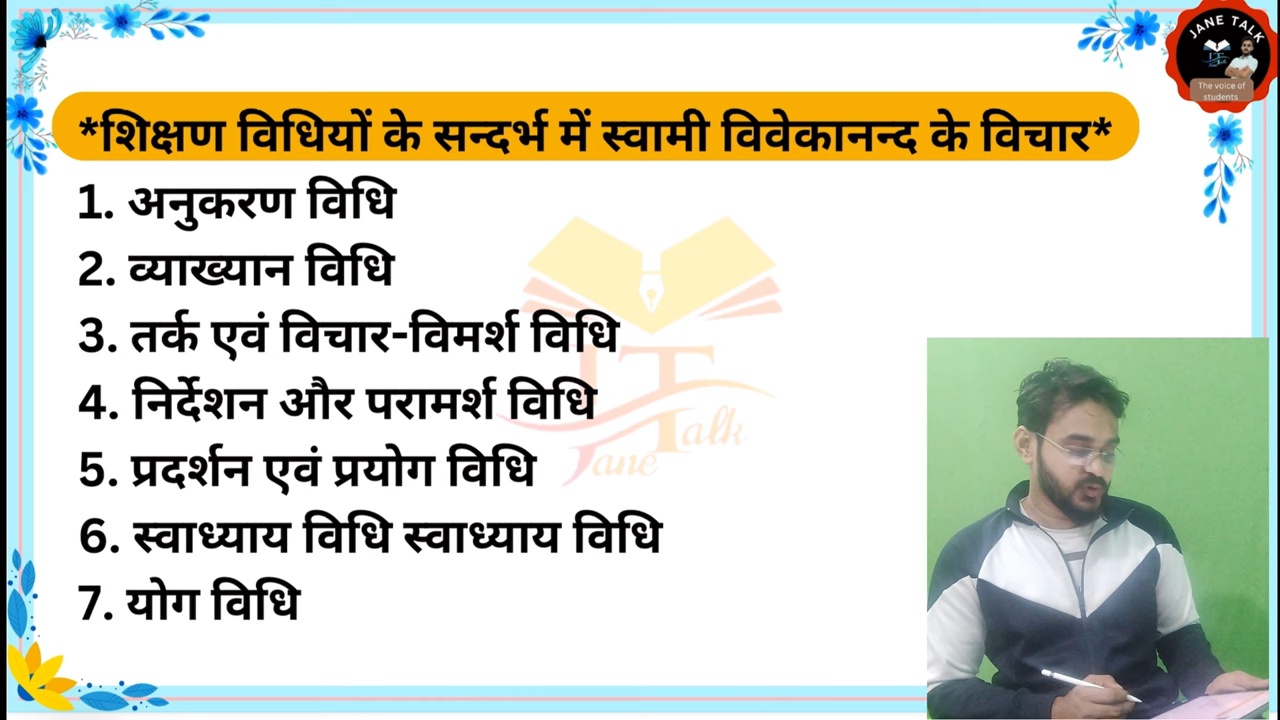 JANE TALK
The voice of
students
*शिक्षण विधियों के सन्दर्भ में स्वामी विवेकानन्द के विचार*
1. अनुकरण विधि
2. व्याख्यान विधि
3. तर्क एवं विचार-विमर्श विधि
4. निर्देशन और परामर्श विधि
5. प्रदर्शन एवं प्रयोग विधि
6. स्वाध्याय विधि स्वाध्याय विधि
7. योग विधि
Jane Talk